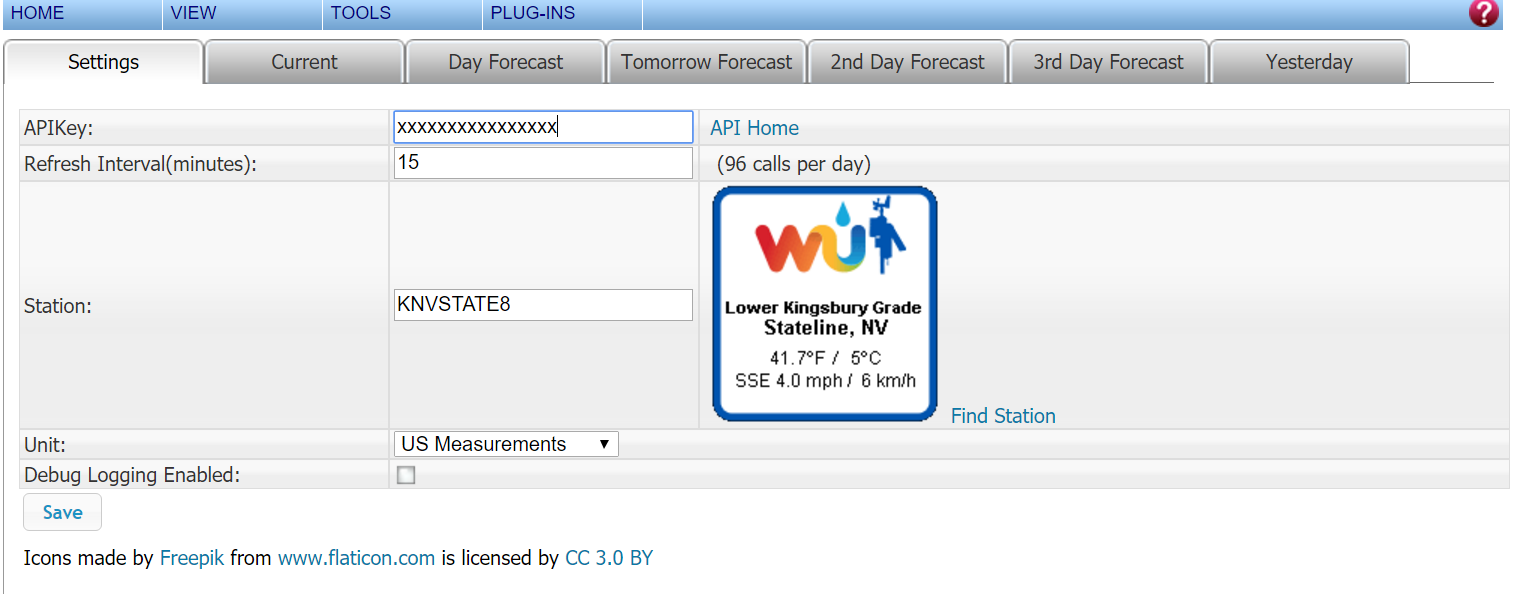 HOME VIEW TOOLS PLUG-INS ?
Settings Current Day Forecast Tomorrow Forecast 2nd Day Forecast 3rd Day Forecast Yesterday
APIKey: xxxxxxxxxxxxxxxx API Home
Refresh Interval(minutes): 15 (96 calls per day)
wu
Lower Kingsbury Grade
Stateline, NV
41.7°F / 5°C
SSE 4.0 mph / 6 km/h
Station: KNVSTATE8 Find Station
Unit: US Measurements
Debug Logging Enabled:
Save
Icons made by Freepik from www.flaticon.com is licensed by CC 3.0 BY